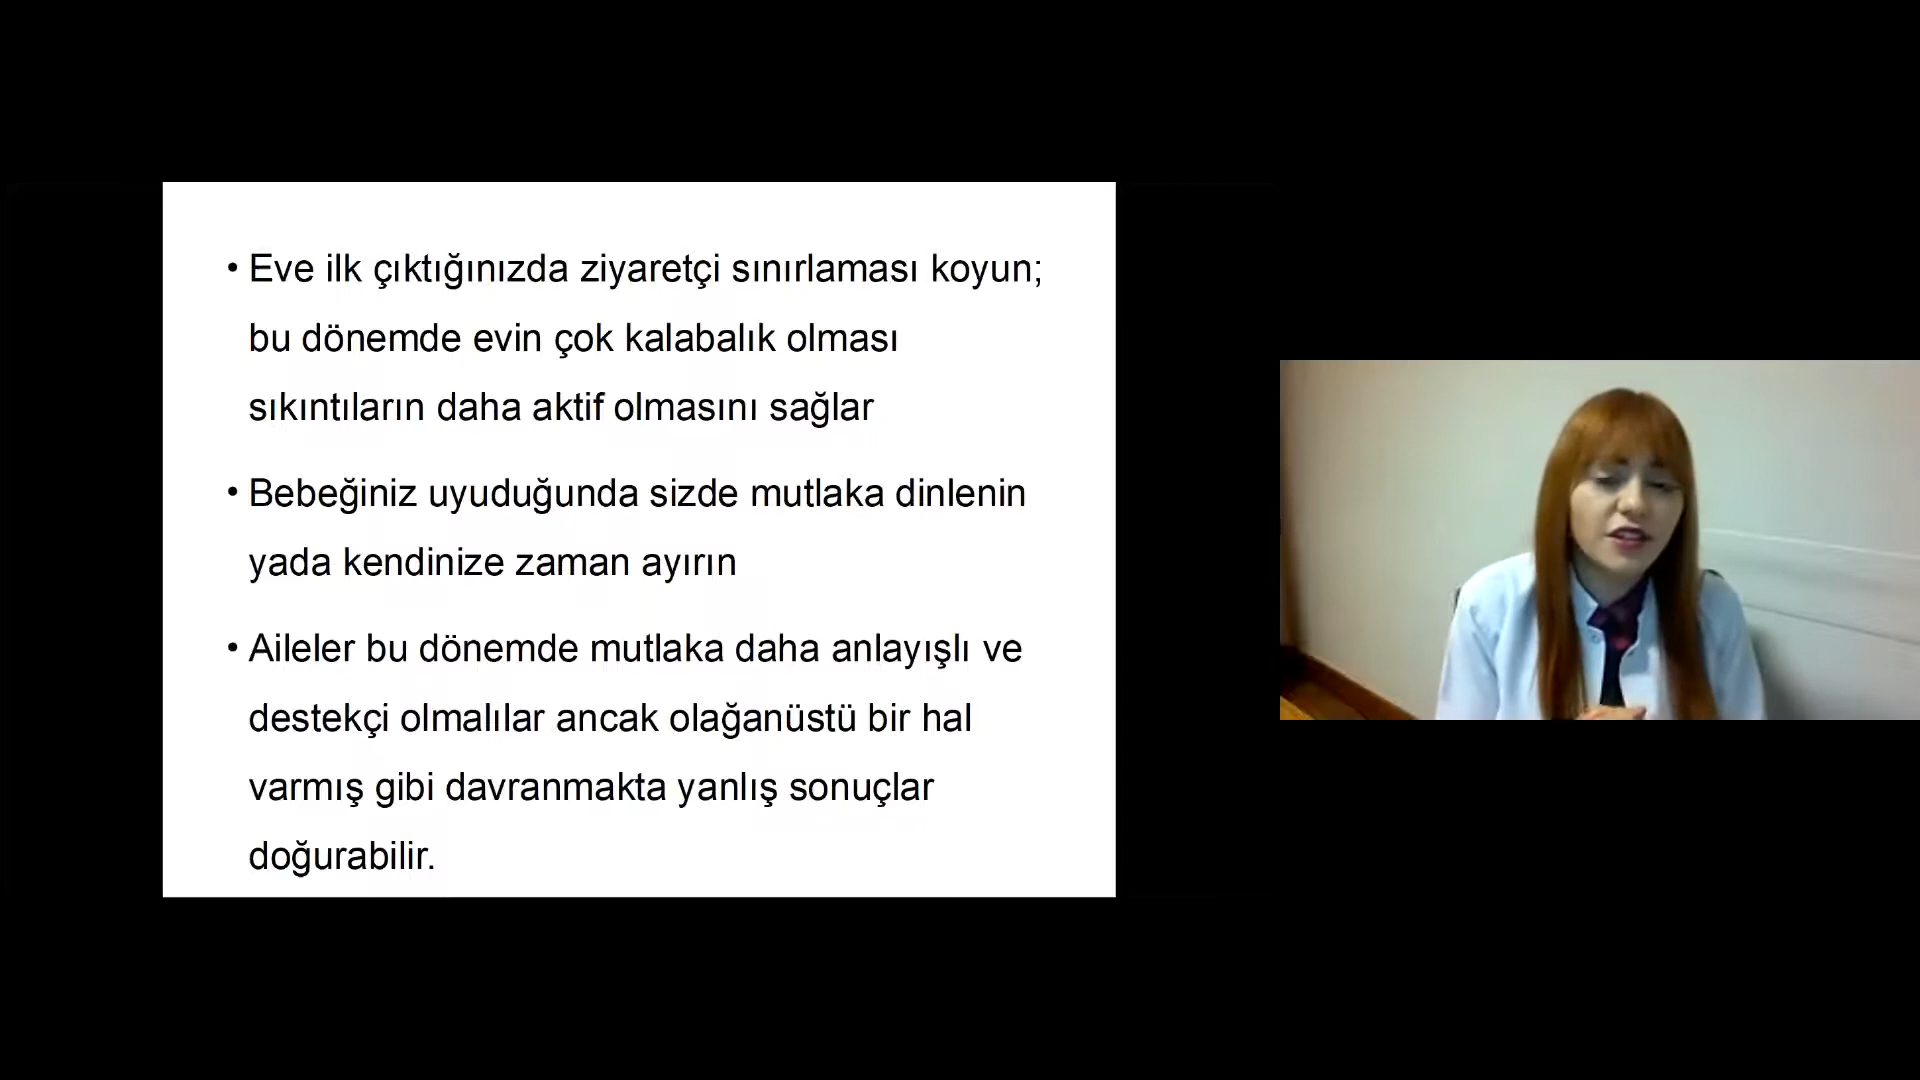 • Eve ilk çıktığınızda ziyaretçi sınırlaması koyun;
bu dönemde evin çok kalabalık olması
sıkıntıların daha aktif olmasını sağlar
• Bebeğiniz uyuduğunda sizde mutlaka dinlenin
yada kendinize zaman ayırın
• Aileler bu dönemde mutlaka daha anlayışlı ve
destekçi olmalılar ancak olağanüstü bir hal
varmış gibi davranmakta yanlış sonuçlar
doğurabilir.